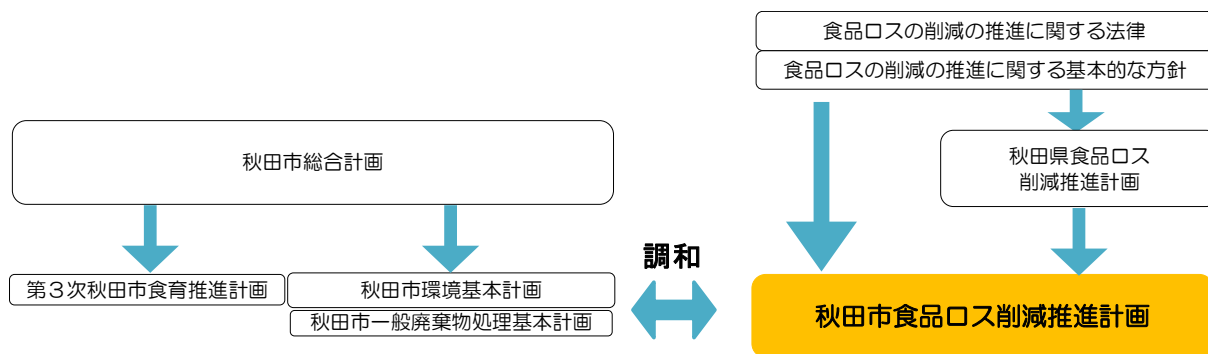 食品ロスの削減の推進に関する法律
食品ロスの削減の推進に関する基本的な方針
秋田市総合計画
秋田県食品ロス
削減推進計画
調和
第３次秋田市食育推進計画
秋田市環境基本計画
秋田市一般廃棄物処理基本計画
秋田市食品ロス削減推進計画